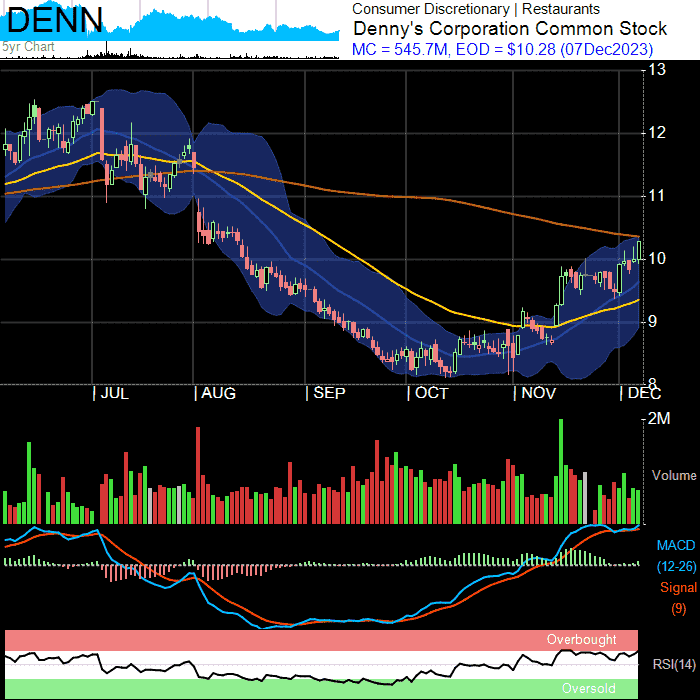 DENN
5yr Chart
Consumer Discretionary | Restaurants
Denny's Corporation Common Stock
MC = 545.7M, EOD = $10.28 (07Dec2023)
13
12
11
10
9
8
| JUL | AUG | SEP | OCT | NOV | DEC
2M
Volume
MACD
(12-26)
Signal
(9)
Overbought
RSI(14)
Oversold